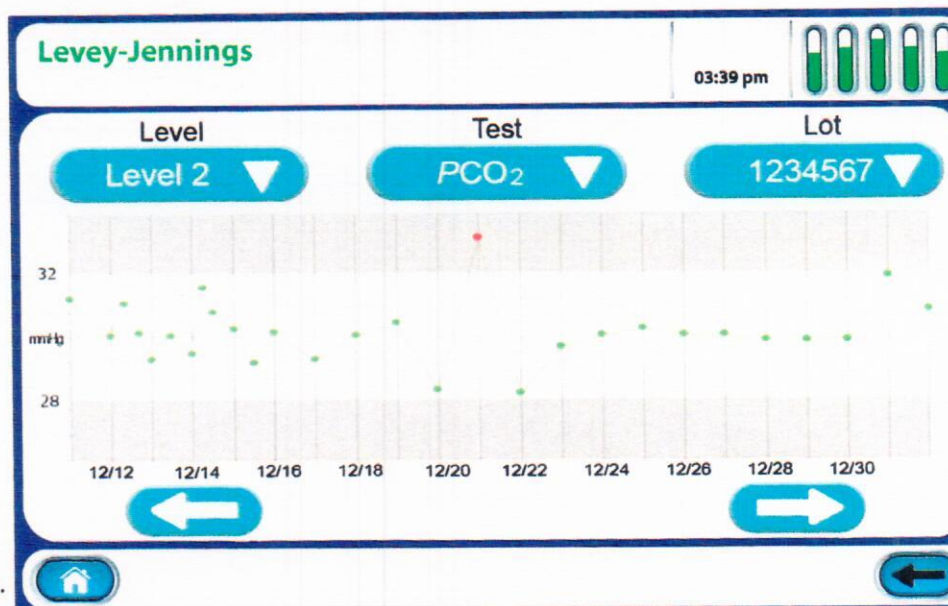 Levey-Jennings
03:39 pm
Level Test Lot
Level 2 PCO₂ 1234567
32
mmHg
28
12/12 12/14 12/16 12/18 12/20 12/22 12/24 12/26 12/28 12/30